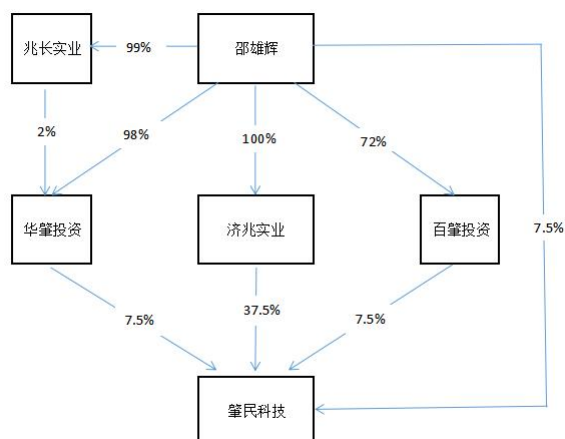 兆长实业
99%
邵雄辉
2%
98%
100%
72%
华肇投资
济兆实业
百肇投资
7.5%
7.5%
37.5%
7.5%
肇民科技